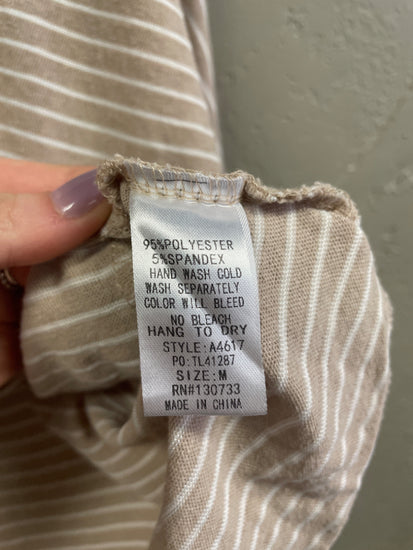 95%POLYESTER
5%SPANDEX
HAND WASH COLD
WASH SEPARATELY
COLOR WILL BLEED
NO BLEACH
HANG TO DRY
STYLE:A4617
PO:TL41287
SIZE:M
RN#130733
MADE IN CHINA